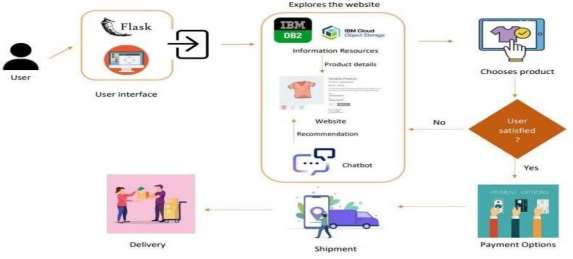 Explores the website
Flask
IBM
DB2
IBM Cloud
Object Storage
Information Resources
Product details
User
User interface
Website
Recommendation
Chatbot
Chooses product
No
User
satisfied
?
Yes
Payment Options
Shipment
Delivery